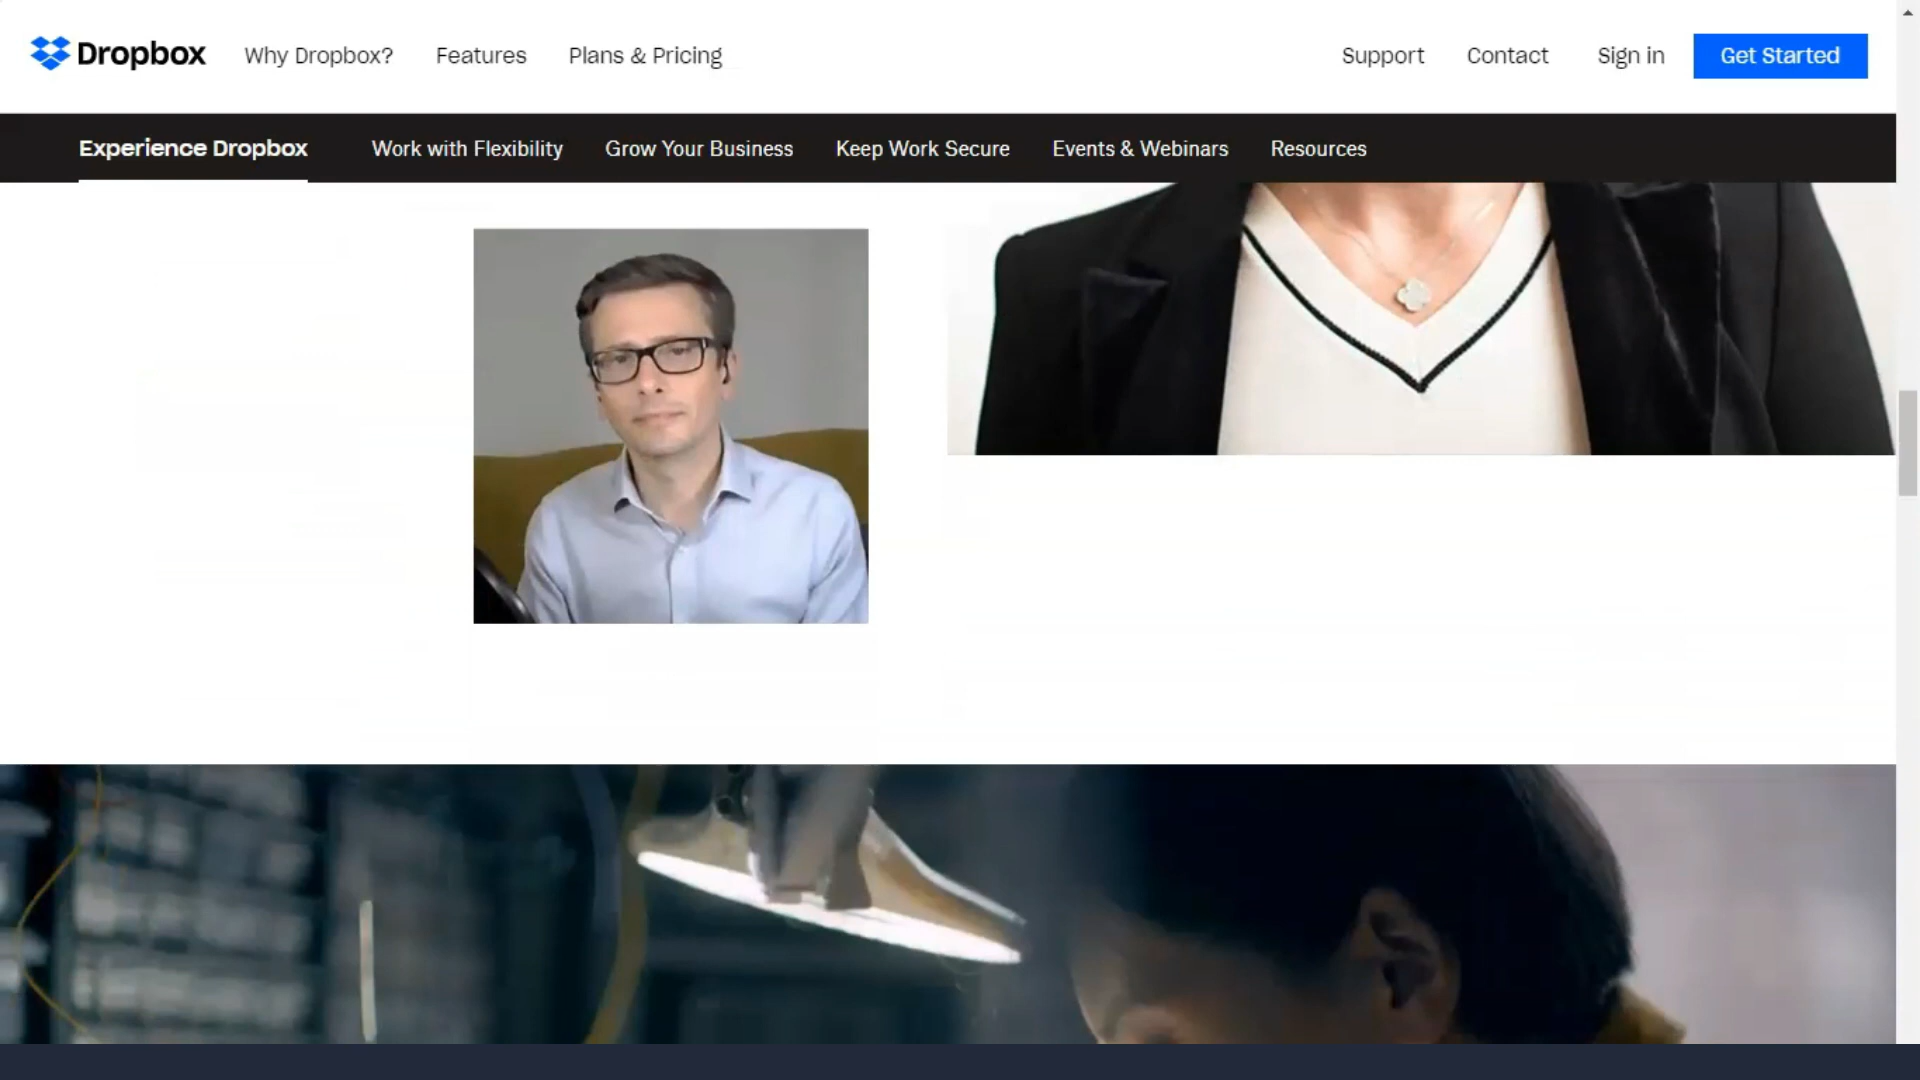 Dropbox Why Dropbox? Features Plans & Pricing Support Contact Sign in Get Started
Experience Dropbox Work with Flexibility Grow Your Business Keep Work Secure Events & Webinars Resources